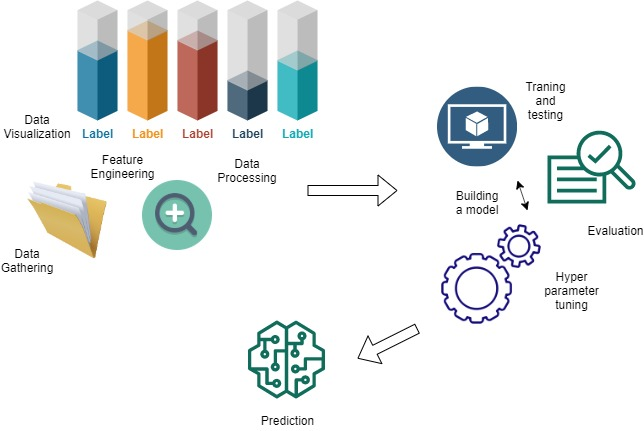 Data
Visualization
Label Label Label Label Label
Feature
Engineering
Data
Processing
Data
Gathering
Traning
and
testing
Building
a model
Evaluation
Hyper
parameter
tuning
Prediction